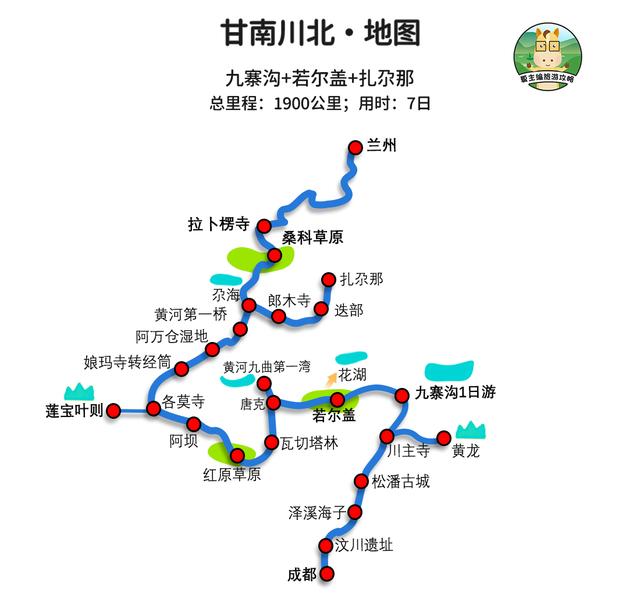 甘南川北·地图
九寨沟+若尔盖+扎尕那
总里程：1900公里；用时：7日
爱主编旅游攻略
兰州
拉卜楞寺
桑科草原
尕海
郎木寺
扎尕那
黄河第一桥
迭部
阿万仓湿地
娘玛寺转经筒
黄河九曲第一湾
花湖
莲宝叶则
各莫寺
唐克
若尔盖
九寨沟1日游
阿坝
瓦切塔林
川主寺
黄龙
红原草原
松潘古城
泽溪海子
汶川遗址
成都